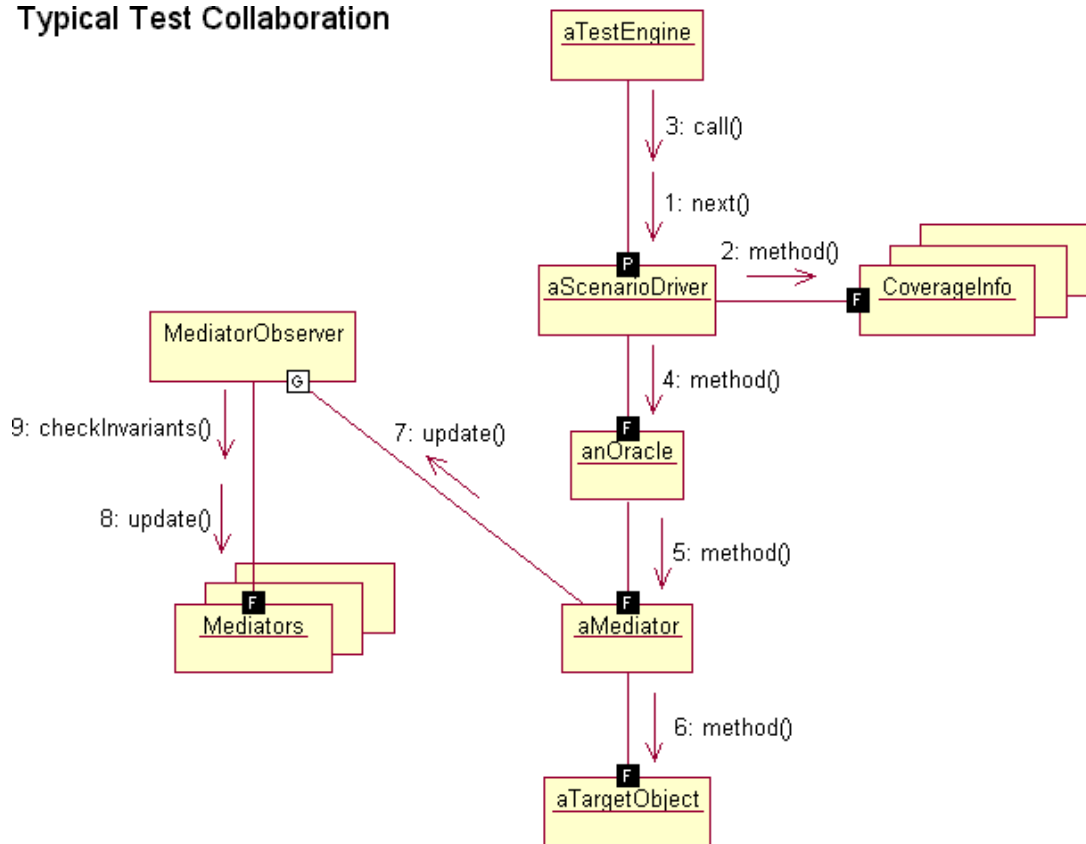 Typical Test Collaboration
aTestEngine
3: call()
1: next()
2: method()
P
aScenarioDriver
F
CoverageInfo
MediatorObserver
G
4: method()
9: checkInvariants()
7: update()
F
anOracle
8: update()
5: method()
F
Mediators
F
aMediator
6: method()
F
aTargetObject